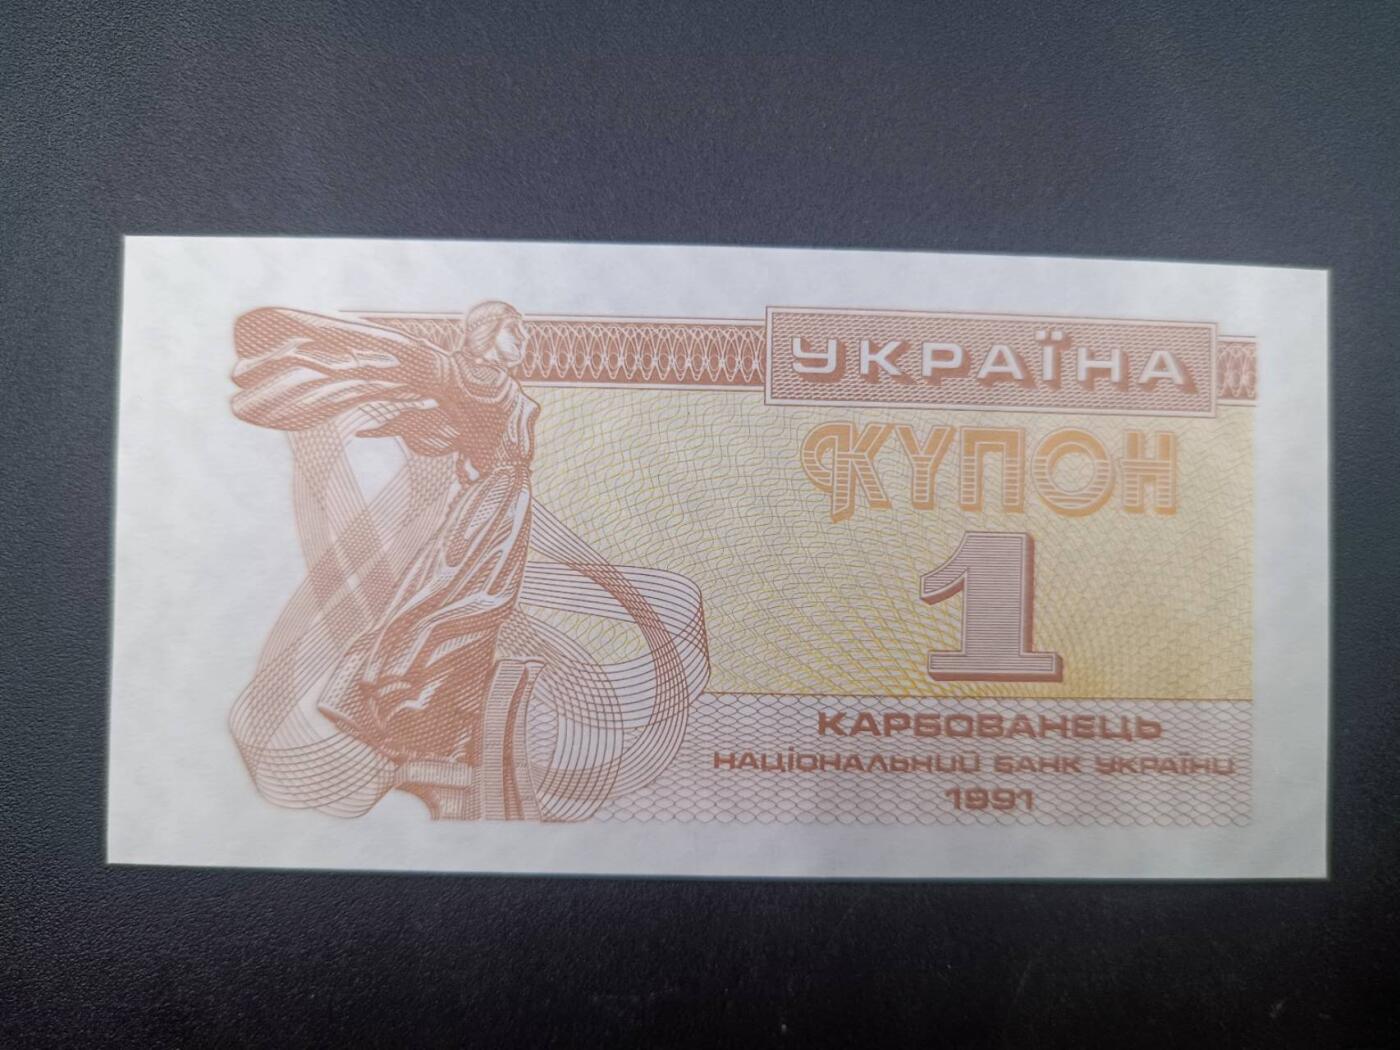 УКРАЇНА
КУПОН
1
КАРБОВАНЕЦЬ
НАЦІОНАЛЬНИЙ БАНК УКРАЇНИ
1991